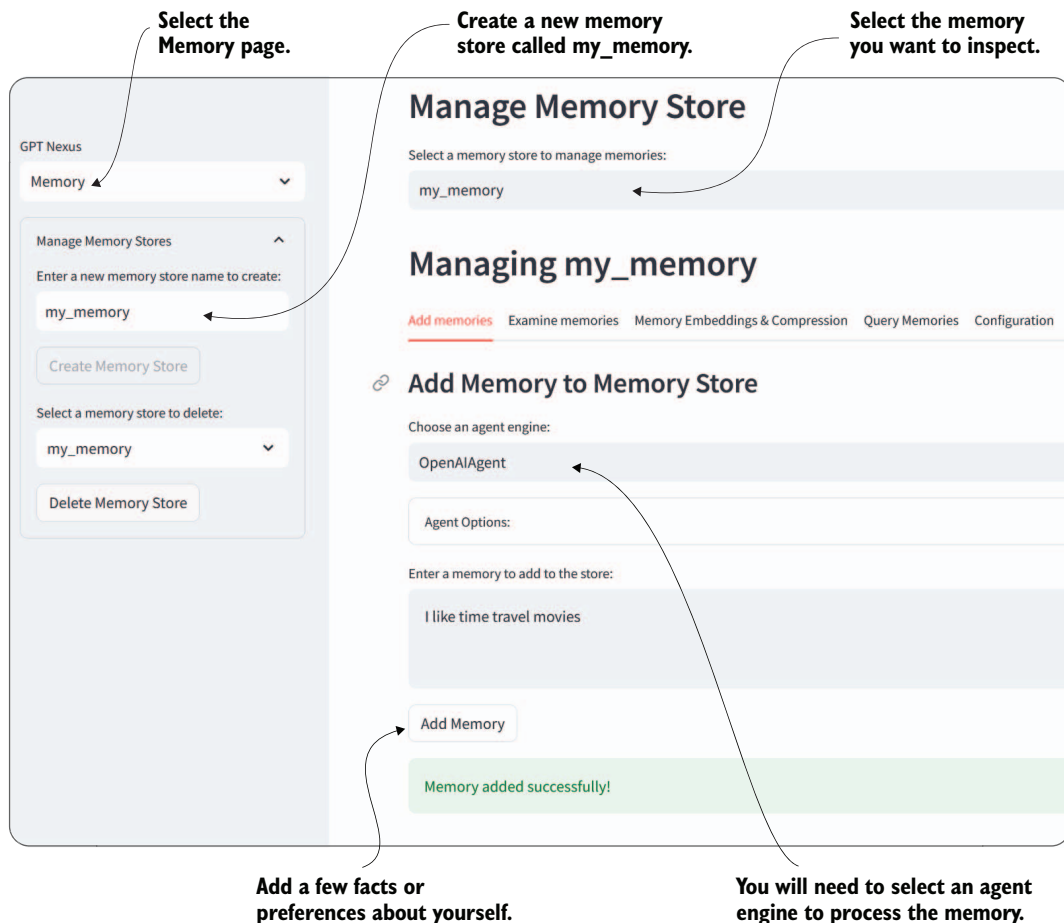 Select the
Memory page.
Create a new memory
store called my_memory.
Select the memory
you want to inspect.
GPT Nexus
Memory
Manage Memory Stores
Enter a new memory store name to create:
my_memory
Create Memory Store
Select a memory store to delete:
my_memory
Delete Memory Store
Manage Memory Store
Select a memory store to manage memories:
my_memory
Managing my_memory
Add memories Examine memories Memory Embeddings & Compression Query Memories Configuration
Add Memory to Memory Store
Choose an agent engine:
OpenAIAgent
Agent Options:
Enter a memory to add to the store:
I like time travel movies
Add Memory
Memory added successfully!
Add a few facts or
preferences about yourself.
You will need to select an agent
engine to process the memory.